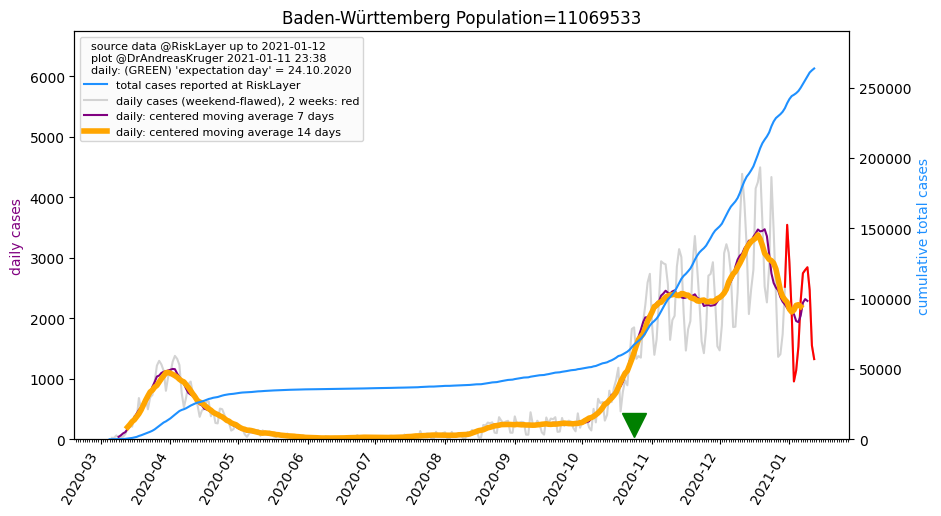 Baden-Württemberg Population=11069533
source data @RiskLayer up to 2021-01-12
plot @DrAndreasKruger 2021-01-11 23:38
daily: (GREEN) 'expectation day' = 24.10.2020
total cases reported at RiskLayer
daily cases (weekend-flawed), 2 weeks: red
daily: centered moving average 7 days
daily: centered moving average 14 days
daily cases
6000
5000
4000
3000
2000
1000
0
250000
200000
150000
100000
50000
0
cumulative total cases
2020-03
2020-04
2020-05
2020-06
2020-07
2020-08
2020-09
2020-10
2020-11
2020-12
2021-01